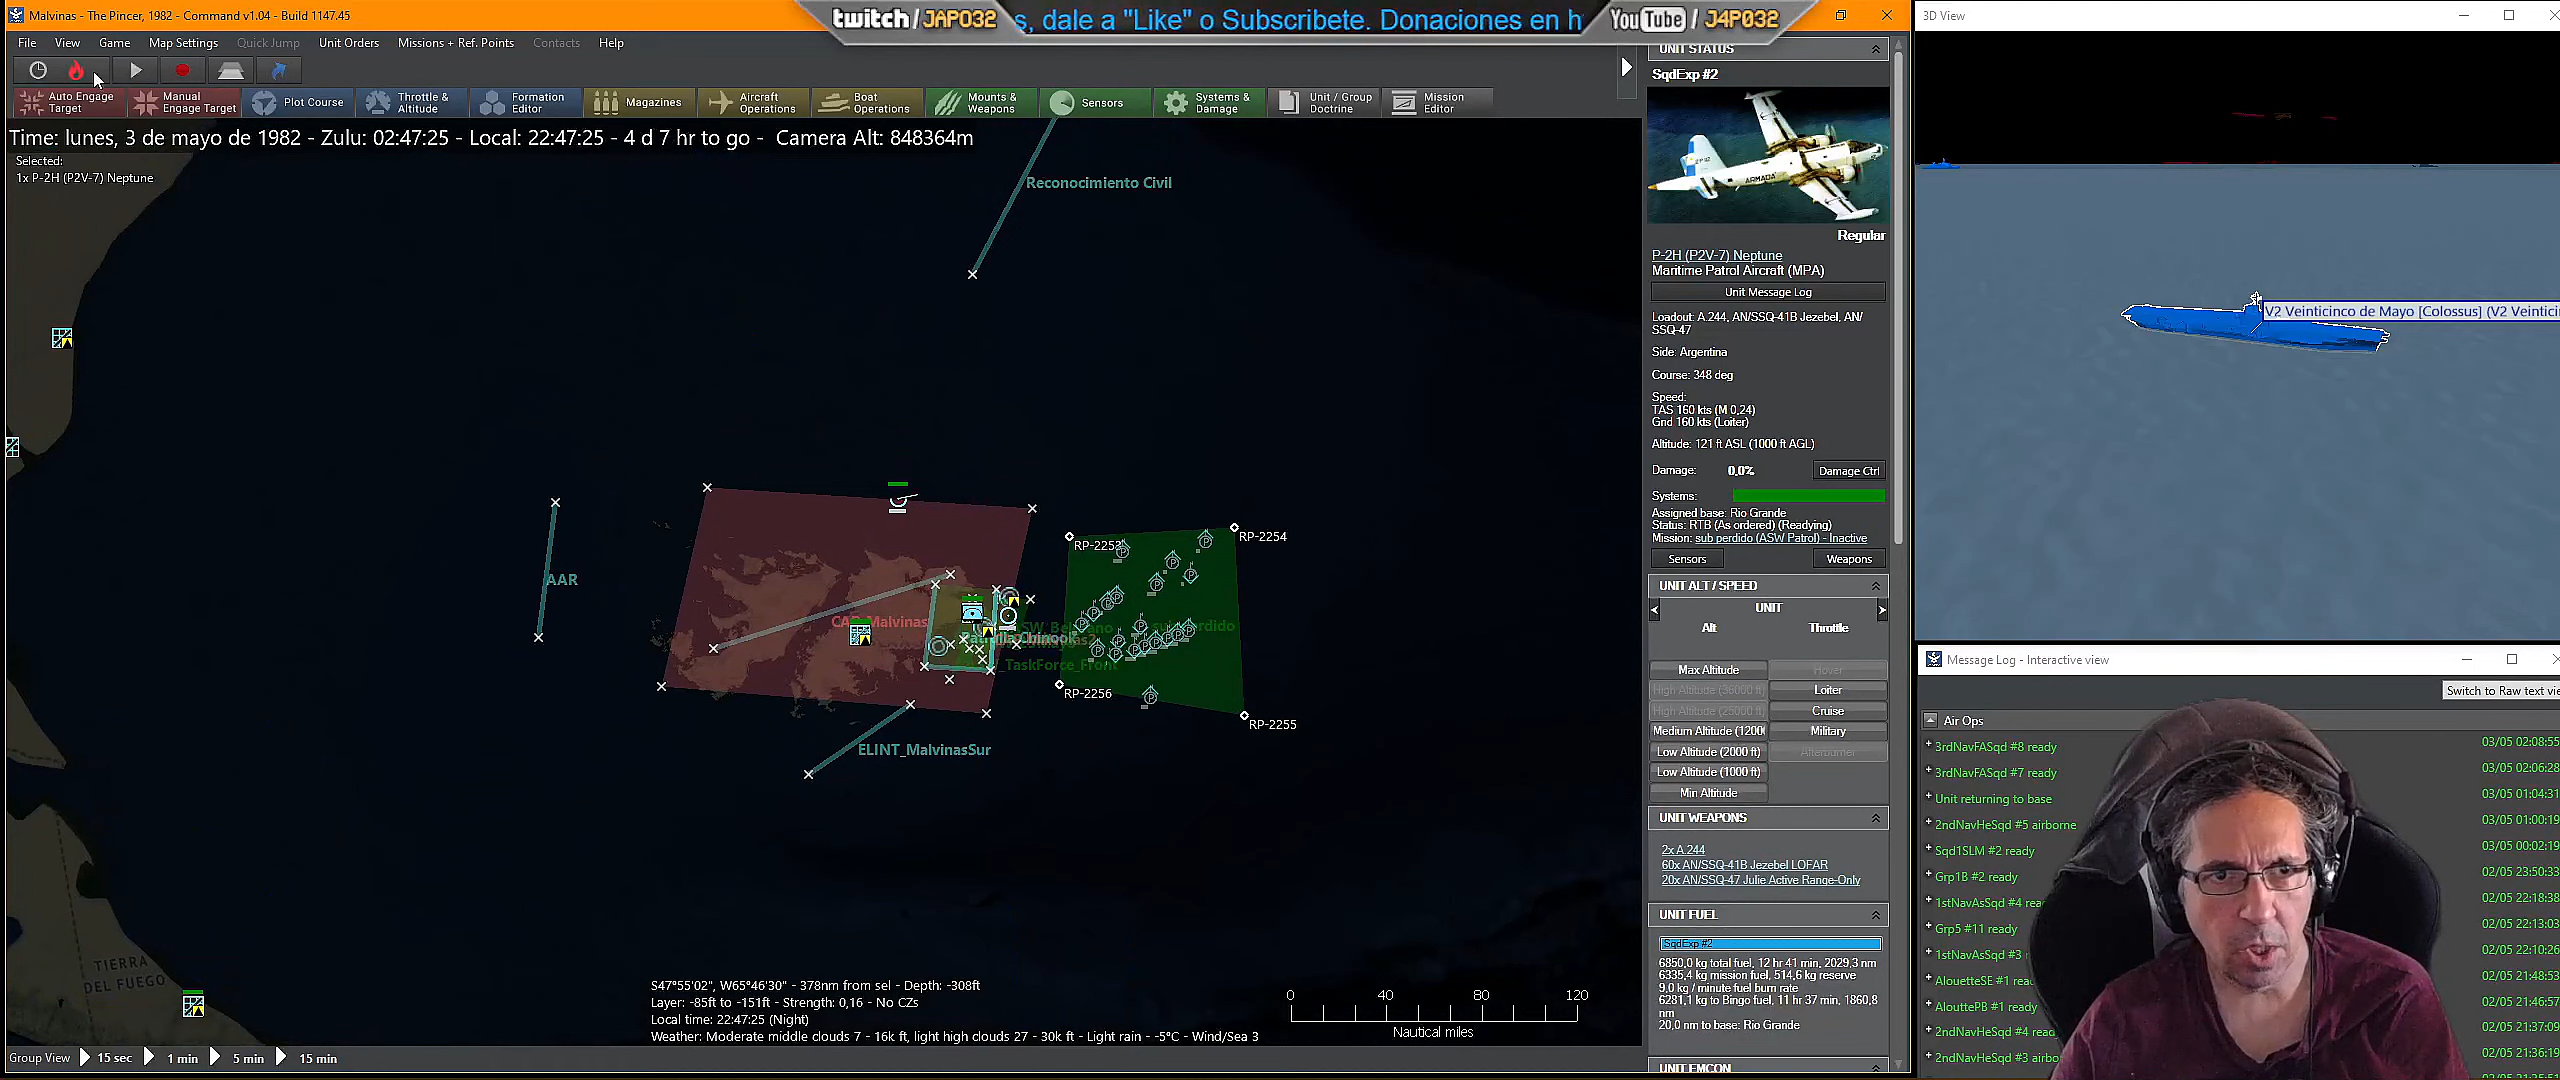 Malvinas - The Pincer, 1982 - Command v1.04 - Build 1147.45
twitch / JAPO32
s, dale a "Like" o Subscribete. Donaciones en h
YouTube / J4P032
3D View
File View Game Map Settings Quick Jump Unit Orders Missions + Ref. Points Contacts Help
Auto Engage Target
Manual Engage Target
Plot Course
Throttle & Altitude
Formation Editor
Magazines
Aircraft Operations
Boat Operations
Mounts & Weapons
Sensors
Systems & Damage
Unit / Group Doctrine
Mission Editor
Time: lunes, 3 de mayo de 1982 - Zulu: 02:47:25 - Local: 22:47:25 - 4 d 7 hr to go - Camera Alt: 848364m
Selected:
1x P-2H (P2V-7) Neptune
Reconocimiento Civil
AAR
RP-2253
RP-2254
RP-2256
RP-2255
ELINT_MalvinasSur
TaskForce_Front
TIERRA
DEL FUEGO
S47°55'02", W65°46'30" - 378nm from sel - Depth: -308ft
Layer: -85ft to -151ft - Strength: 0,16 - No CZs
Local time: 22:47:25 (Night)
Weather: Moderate middle clouds 7 - 16k ft, light high clouds 27 - 30k ft - Light rain - -5°C - Wind/Sea 3
0 40 80 120
Nautical miles
Group View 15 sec 1 min 5 min 15 min
UNIT STATUS
SqdExp #2
ARMADA
Regular
P-2H (P2V-7) Neptune
Maritime Patrol Aircraft (MPA)
Unit Message Log
Loadout: A.244, AN/SSQ-41B Jezebel, AN/
SSQ-47
Side: Argentina
Course: 348 deg
Speed:
TAS 160 kts (M 0,24)
Gnd 160 kts (Loiter)
Altitude: 121 ft ASL (1000 ft AGL)
Damage: 0,0% Damage Ctrl
Systems:
Assigned base: Rio Grande
Status: RTB (As ordered) (Readying)
Mission: sub perdido (ASW Patrol) - Inactive
Sensors Weapons
UNIT ALT / SPEED
UNIT
Alt Throttle
Max Altitude Hover
High Altitude (36000 ft) Loiter
High Altitude (25000 ft) Cruise
Medium Altitude (1200 Military
Low Altitude (2000 ft) Afterburner
Low Altitude (1000 ft)
Min Altitude
UNIT WEAPONS
2x A.244
60x AN/SSQ-41B Jezebel LOFAR
20x AN/SSQ-47 Julie Active Range-Only
UNIT FUEL
SqdExp #2
6850,0 kg total fuel, 12 hr 41 min, 2029,3 nm
6335,4 kg mission fuel, 514,6 kg reserve
9,0 kg / minute fuel burn rate
6281,1 kg to Bingo fuel, 11 hr 37 min, 1860,8
nm
20,0 nm to base: Rio Grande
UNIT EMCON
V2 Veinticinco de Mayo [Colossus] (V2 Veintici
Message Log - Interactive view
Switch to Raw text vie
Air Ops
3rdNavFASqd #8 ready 03/05 02:08:55
3rdNavFASqd #7 ready 03/05 02:06:28
Unit returning to base 03/05 01:04:31
2ndNavHeSqd #5 airborne 03/05 01:00:19
Sqd1SLM #2 ready 03/05 00:02:19
Grp1B #2 ready 02/05 23:50:33
1stNavAsSqd #4 rea 02/05 22:18:38
Grp5 #11 ready 02/05 22:13:03
1stNavAsSqd #3 02/05 22:10:26
AlouetteSE #1 rea 02/05 21:48:53
AlouttePB #1 ready 02/05 21:46:57
2ndNavHeSqd #4 read 02/05 21:37:09
2ndNavHeSqd #3 airbo 02/05 21:36:19